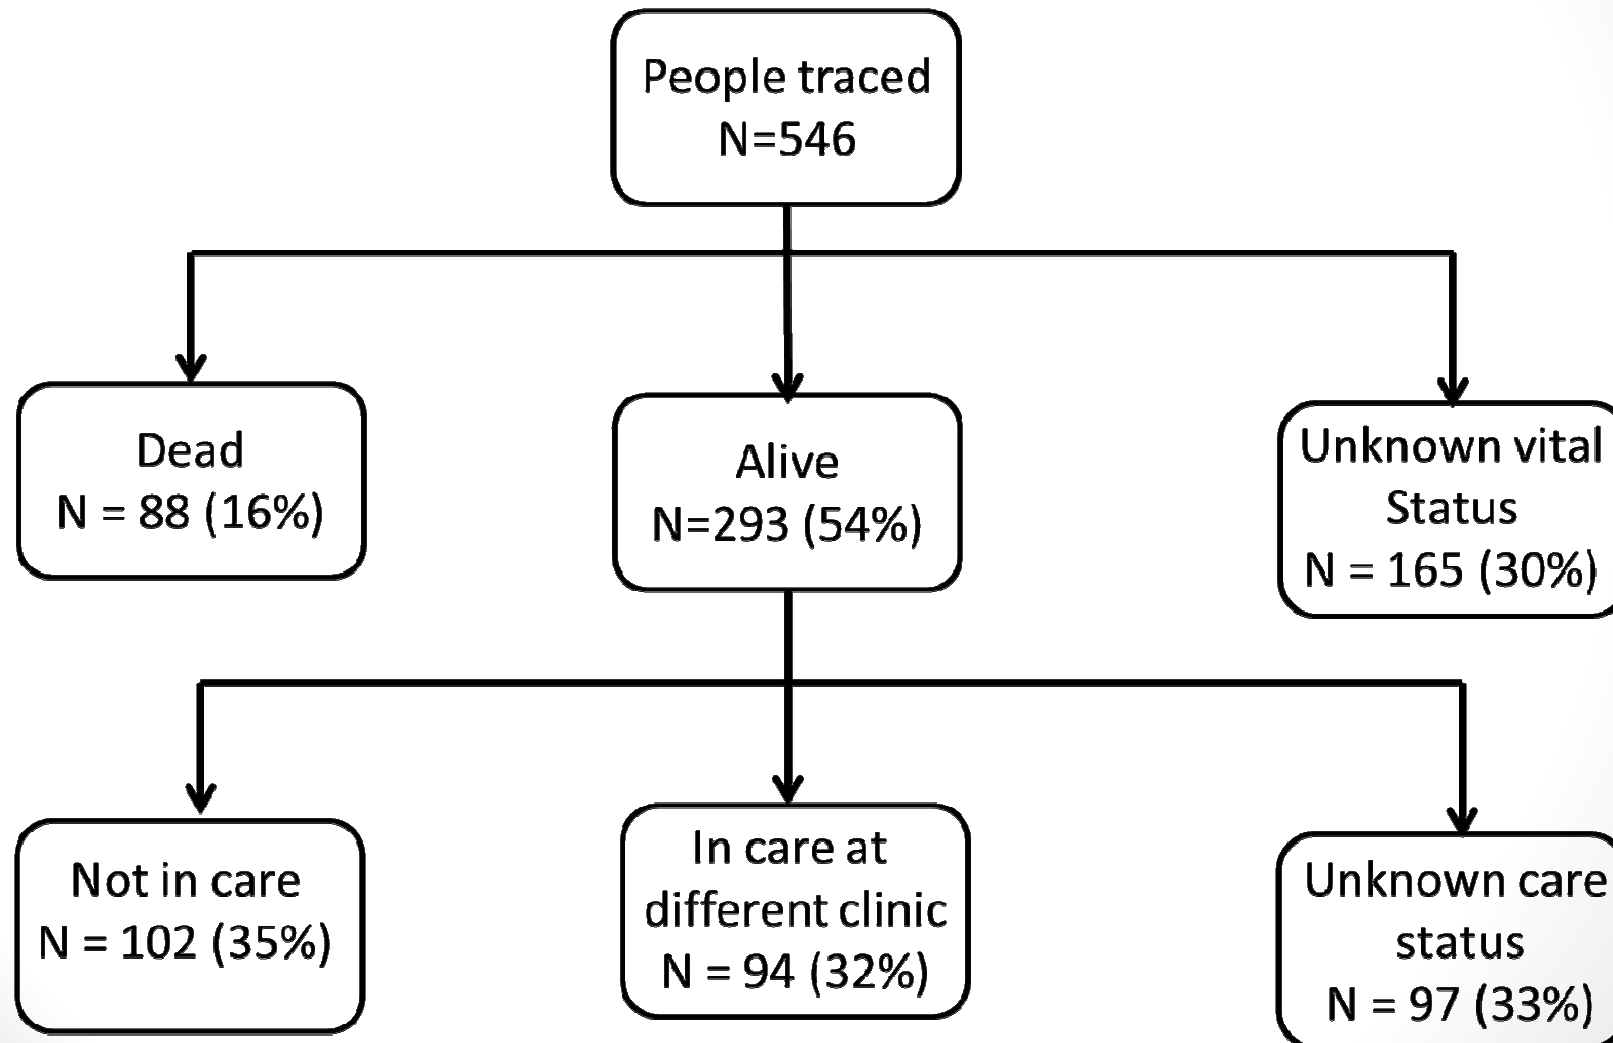 People traced
N=546
Dead
N = 88 (16%)
Alive
N=293 (54%)
Unknown vital
Status
N = 165 (30%)
Not in care
N = 102 (35%)
In care at
different clinic
N = 94 (32%)
Unknown care
status
N = 97 (33%)